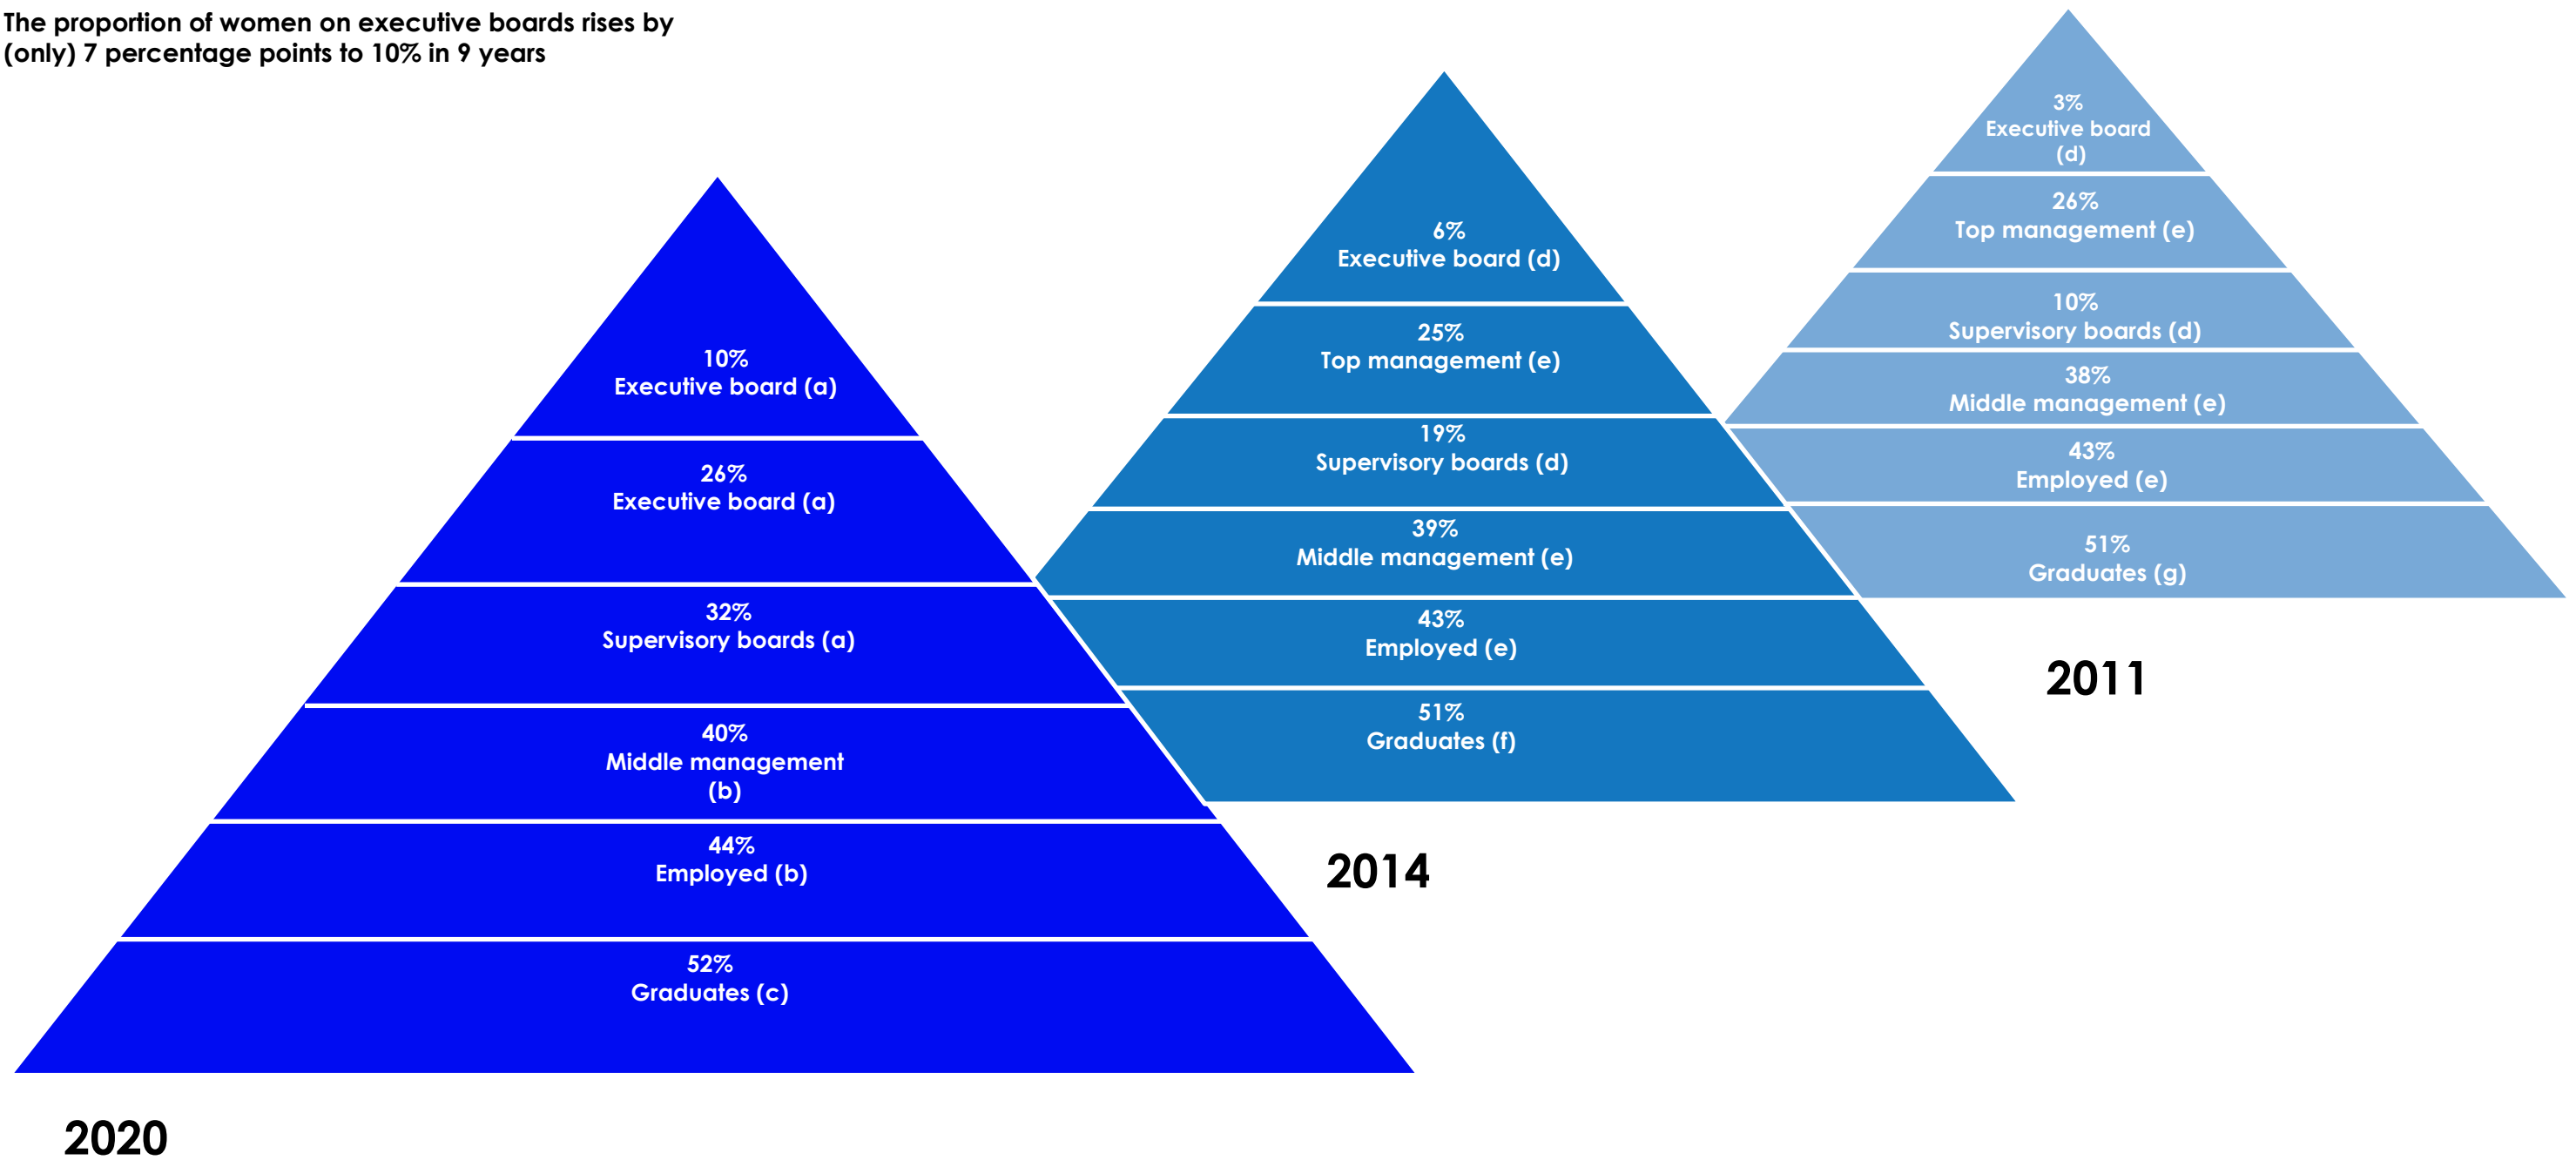 The proportion of women on executive boards rises by
(only) 7 percentage points to 10% in 9 years
10%
Executive board (a)
26%
Executive board (a)
32%
Supervisory boards (a)
40%
Middle management
(b)
44%
Employed (b)
52%
Graduates (c)
2020
6%
Executive board (d)
25%
Top management (e)
19%
Supervisory boards (d)
39%
Middle management (e)
43%
Employed (e)
51%
Graduates (f)
2014
3%
Executive board
(d)
26%
Top management (e)
10%
Supervisory boards (d)
38%
Middle management (e)
43%
Employed (e)
51%
Graduates (g)
2011